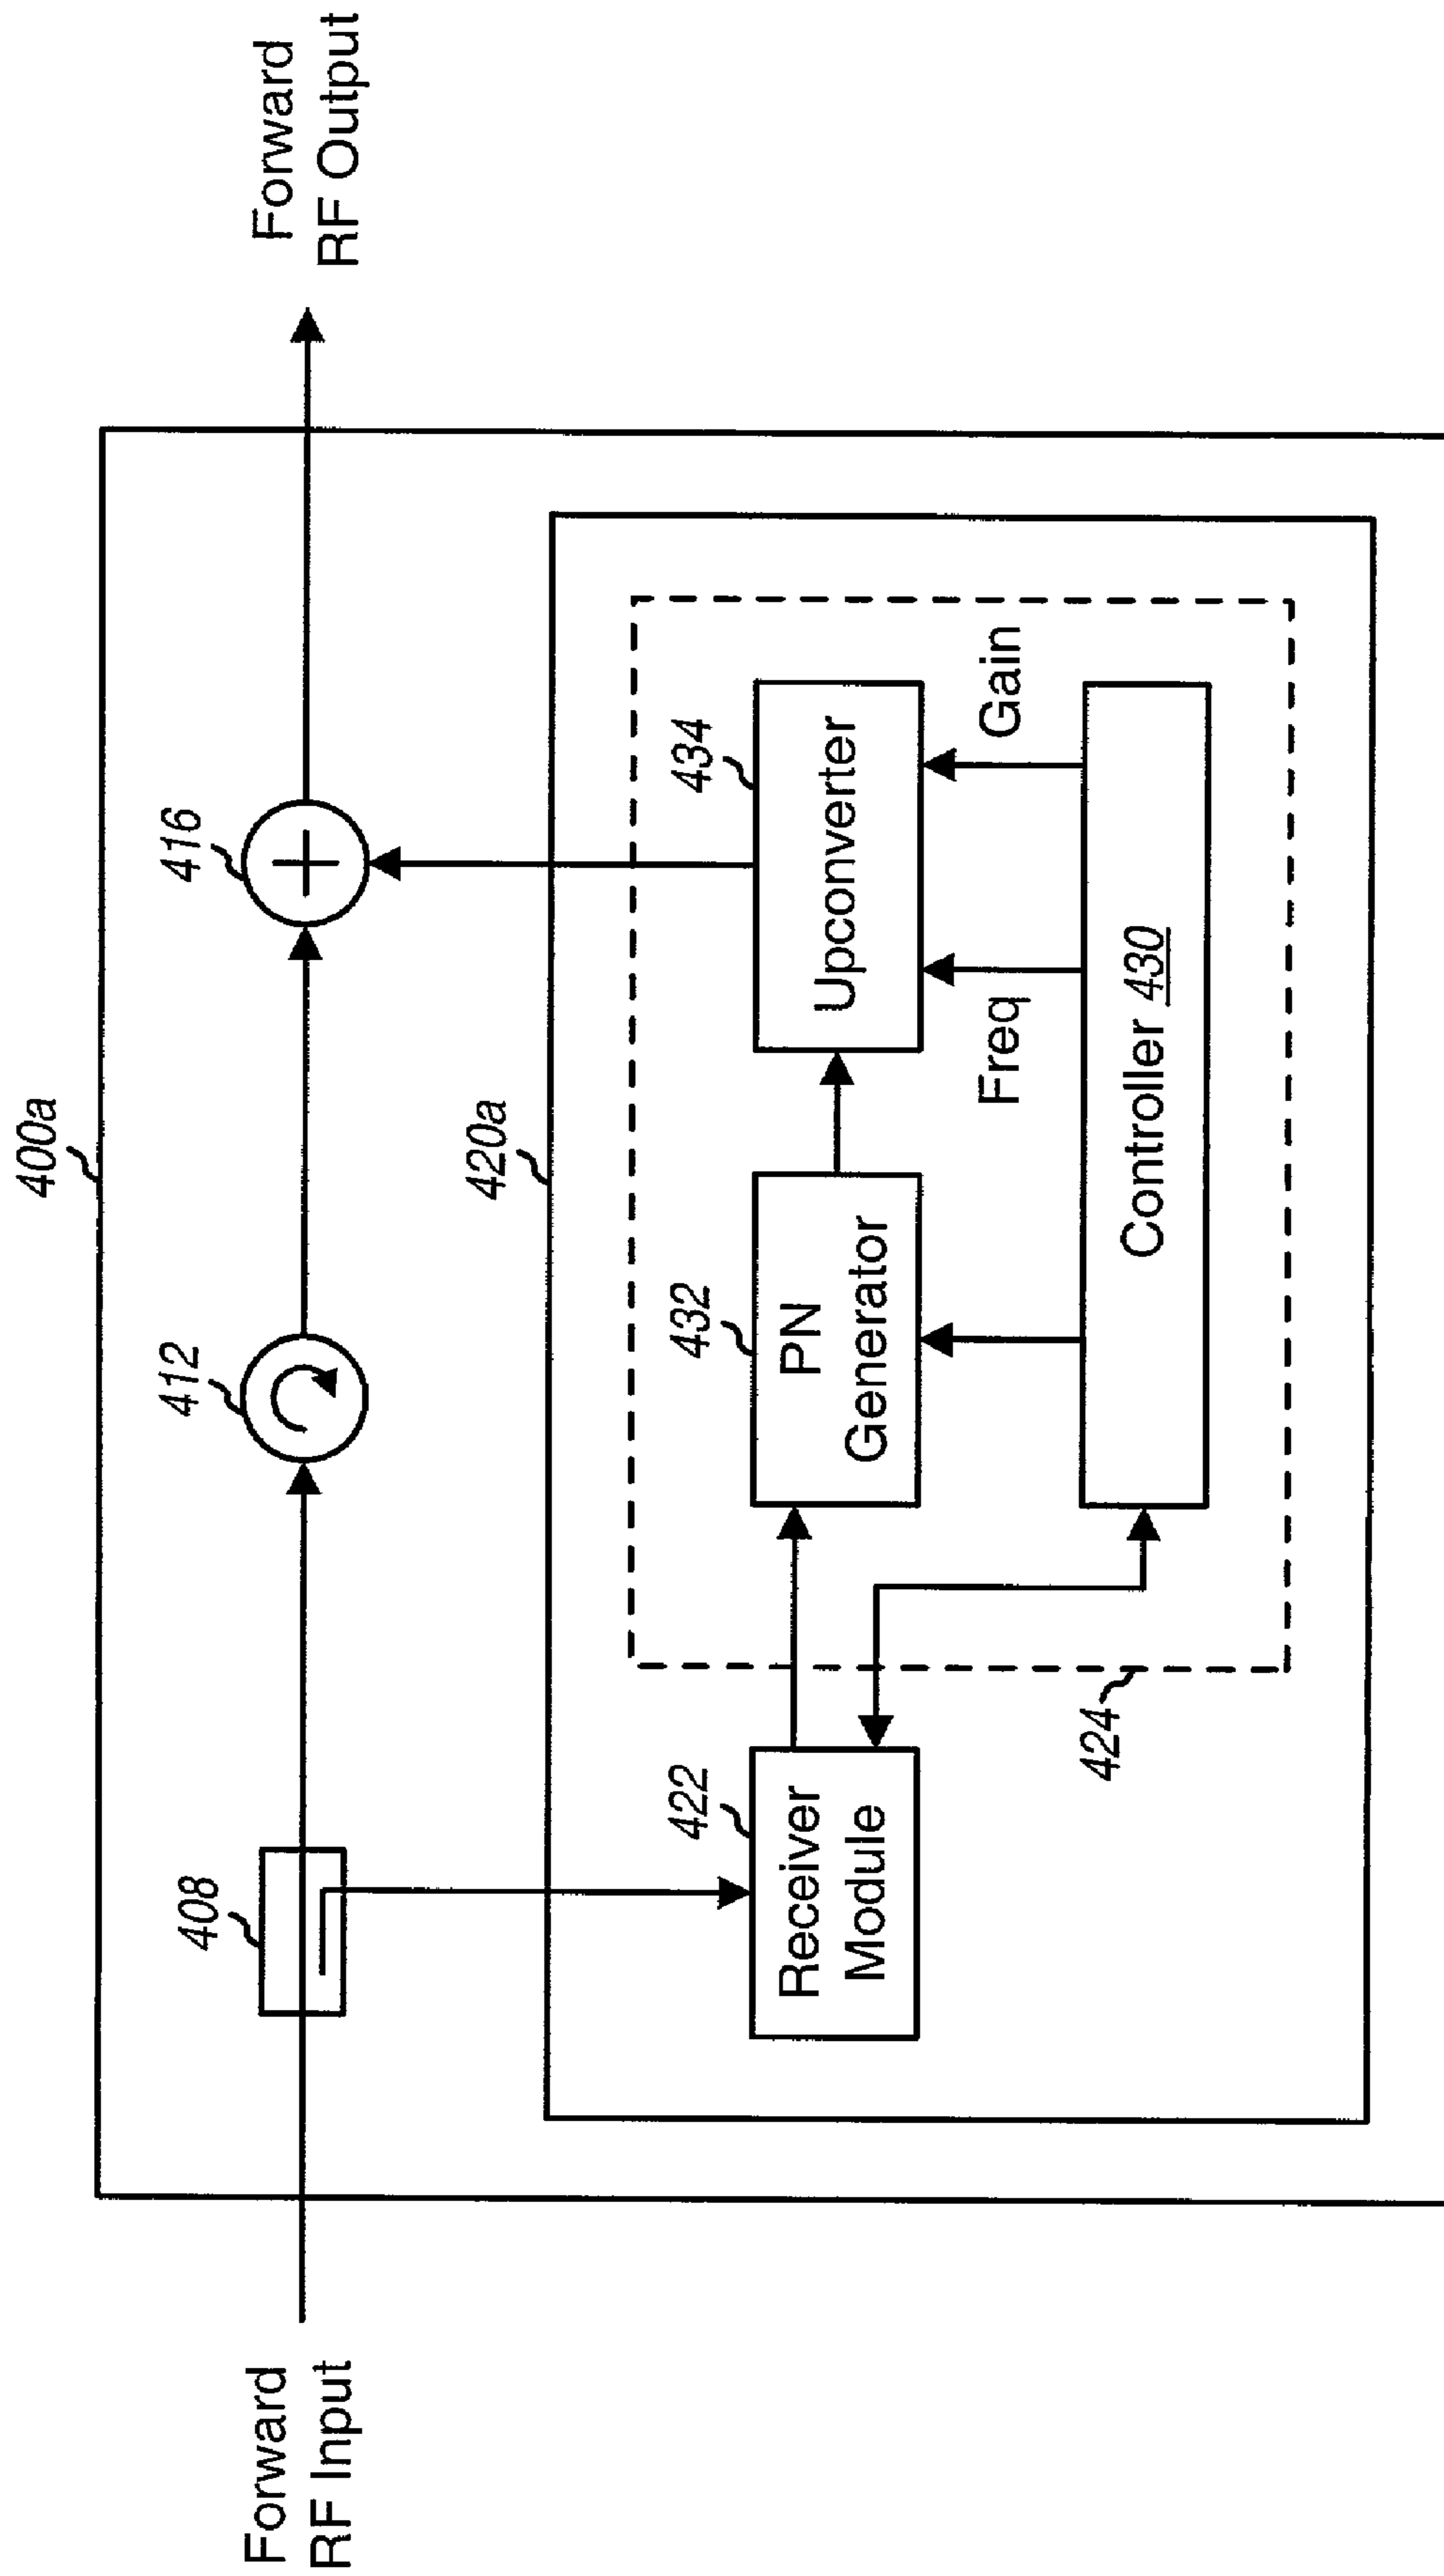 400a
Forward
RF Input
408
412
416
Forward
RF Output
420a
422
Receiver
Module
432
PN
Generator
434
Upconverter
Freq
Gain
424
Controller 430